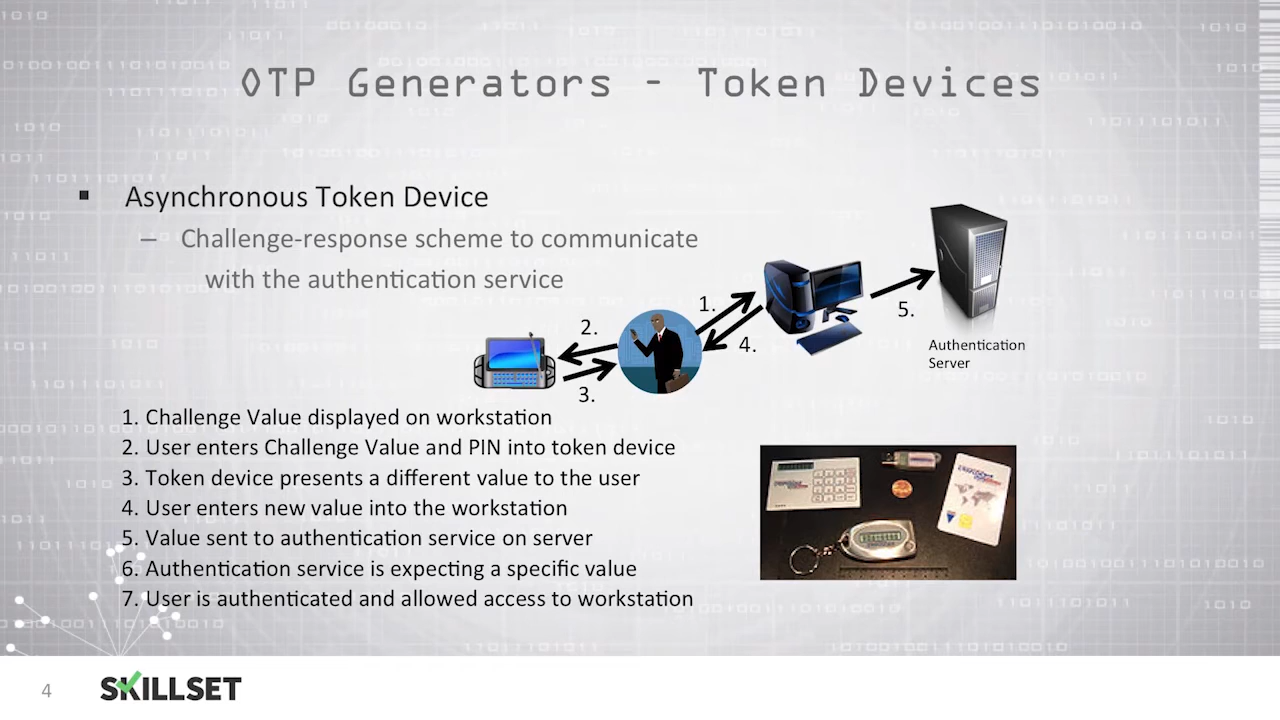 OTP Generators - Token Devices
▪ Asynchronous Token Device
– Challenge-response scheme to communicate
with the authentication service
1.
2.
3.
4.
5.
Authentication
Server
1. Challenge Value displayed on workstation
2. User enters Challenge Value and PIN into token device
3. Token device presents a different value to the user
4. User enters new value into the workstation
5. Value sent to authentication service on server
6. Authentication service is expecting a specific value
7. User is authenticated and allowed access to workstation
4
SKILLSET